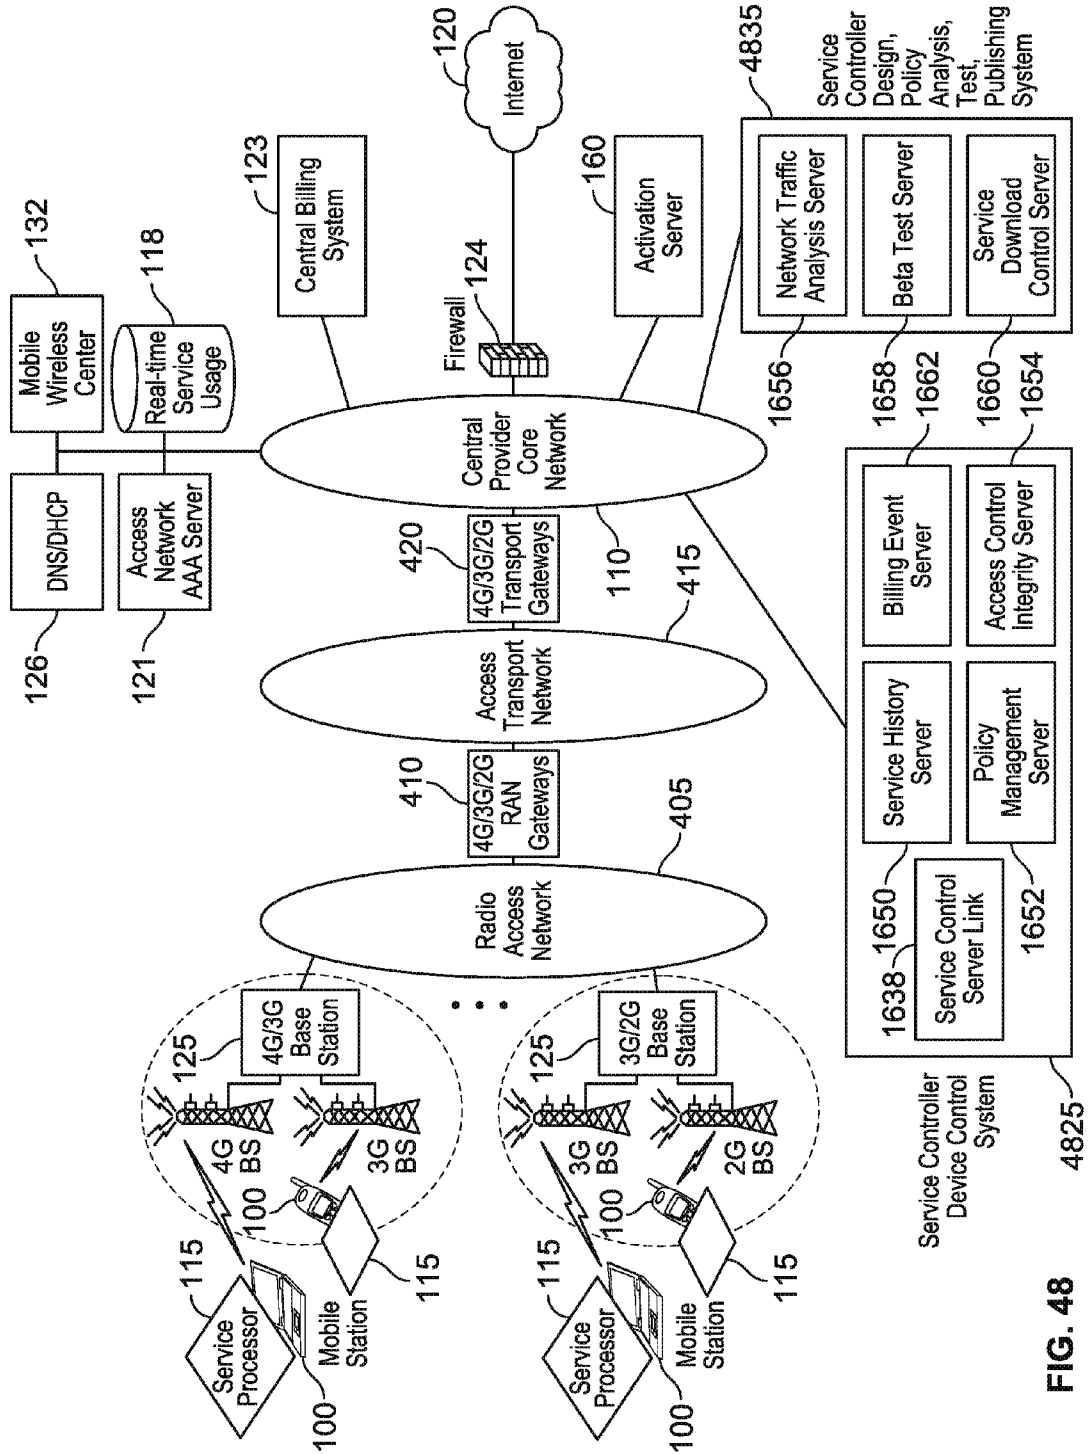 132
Mobile
Wireless
Center
118
Real-time
Service
Usage
DNS/DHCP
126
Access
Network
AAA Server
121
123
Central Billing
System
120
Internet
Firewall
124
160
Activation
Server
Central
Provider
Core
Network
110
420
4G/3G/2G
Transport
Gateways
415
Access
Transport
Network
410
4G/3G/2G
RAN
Gateways
405
Radio
Access
Network
125
4G/3G
Base
Station
4G
BS
3G
BS
100
115
Service
Processor
Mobile
Station
100
115
125
3G/2G
Base
Station
3G
BS
2G
BS
100
115
Service
Processor
Mobile
Station
100
115
4835
Service
Controller
Design,
Policy
Analysis,
Test,
Publishing
System
Network Traffic
Analysis Server
1656
Beta Test Server
1658
Service
Download
Control Server
1660
1662
Billing Event
Server
1654
Access Control
Integrity Server
Service History
Server
1650
Policy
Management
Server
1652
1638
Service Control
Server Link
Service Controller
Device Control
System
4825
FIG. 48